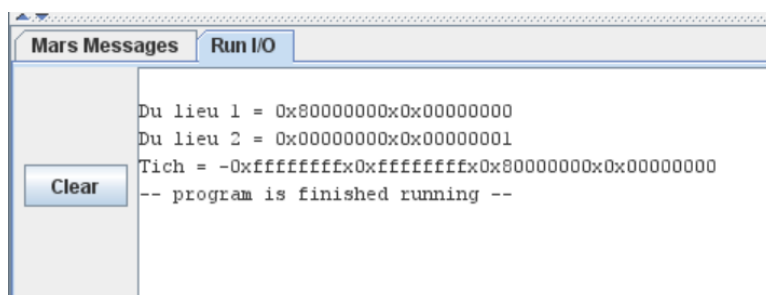 Mars Messages Run I/O
Du lieu 1 = 0x80000000x0x00000000
Du lieu 2 = 0x00000000x0x00000001
Tich = -0xffffffffx0xffffffffx0x80000000x0x00000000
Clear
-- program is finished running --